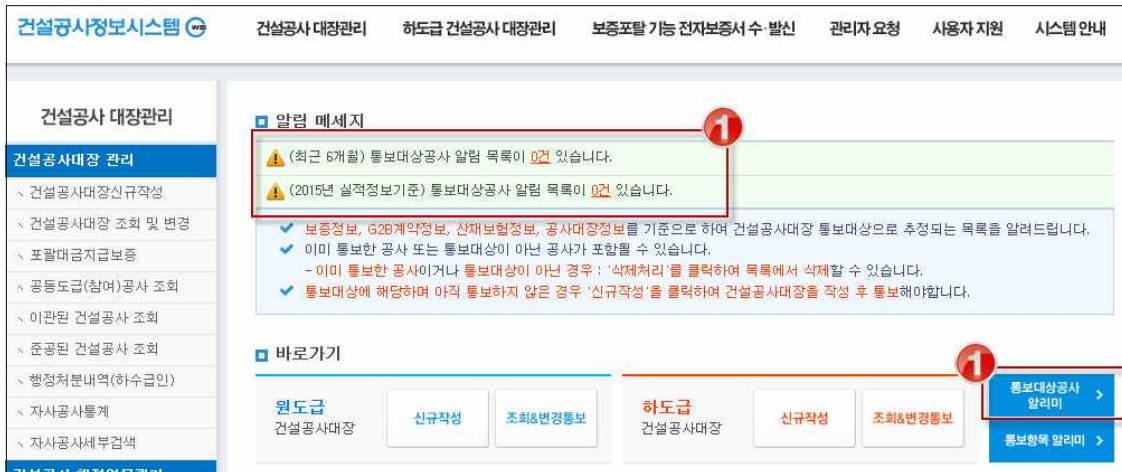 건설공사정보시스템
건설공사 대장관리 하도급 건설공사 대장관리 보증포탈 기능 전자보증서 수·발신 관리자 요청 사용자 지원 시스템 안내
건설공사 대장관리
건설공사대장 관리
건설공사대장신규작성
건설공사대장 조회 및 변경
포괄대금지급보증
공동도급(참여)공사 조회
이관된 건설공사 조회
준공된 건설공사 조회
행정처분내역(하수급인)
자사공사통계
자사공사세부검색
알림 메세지
1
(최근 6개월) 통보대상공사 알림 목록이 0건 있습니다.
(2015년 실적정보기준) 통보대상공사 알림 목록이 0건 있습니다.
보증정보, G2B계약정보, 산재보험정보, 공사대장정보를 기준으로 하여 건설공사대장 통보대상으로 추정되는 목록을 알려드립니다.
이미 통보한 공사 또는 통보대상이 아닌 공사가 포함될 수 있습니다.
- 이미 통보한 공사이거나 통보대상이 아닌 경우 : '삭제처리'를 클릭하여 목록에서 삭제할 수 있습니다.
통보대상에 해당하며 아직 통보하지 않은 경우 '신규작성'을 클릭하여 건설공사대장을 작성 후 통보해야합니다.
바로가기
1
원도급
건설공사대장
신규작성
조회&변경통보
하도급
건설공사대장
신규작성
조회&변경통보
통보대상공사
알리미
통보항목 알리미